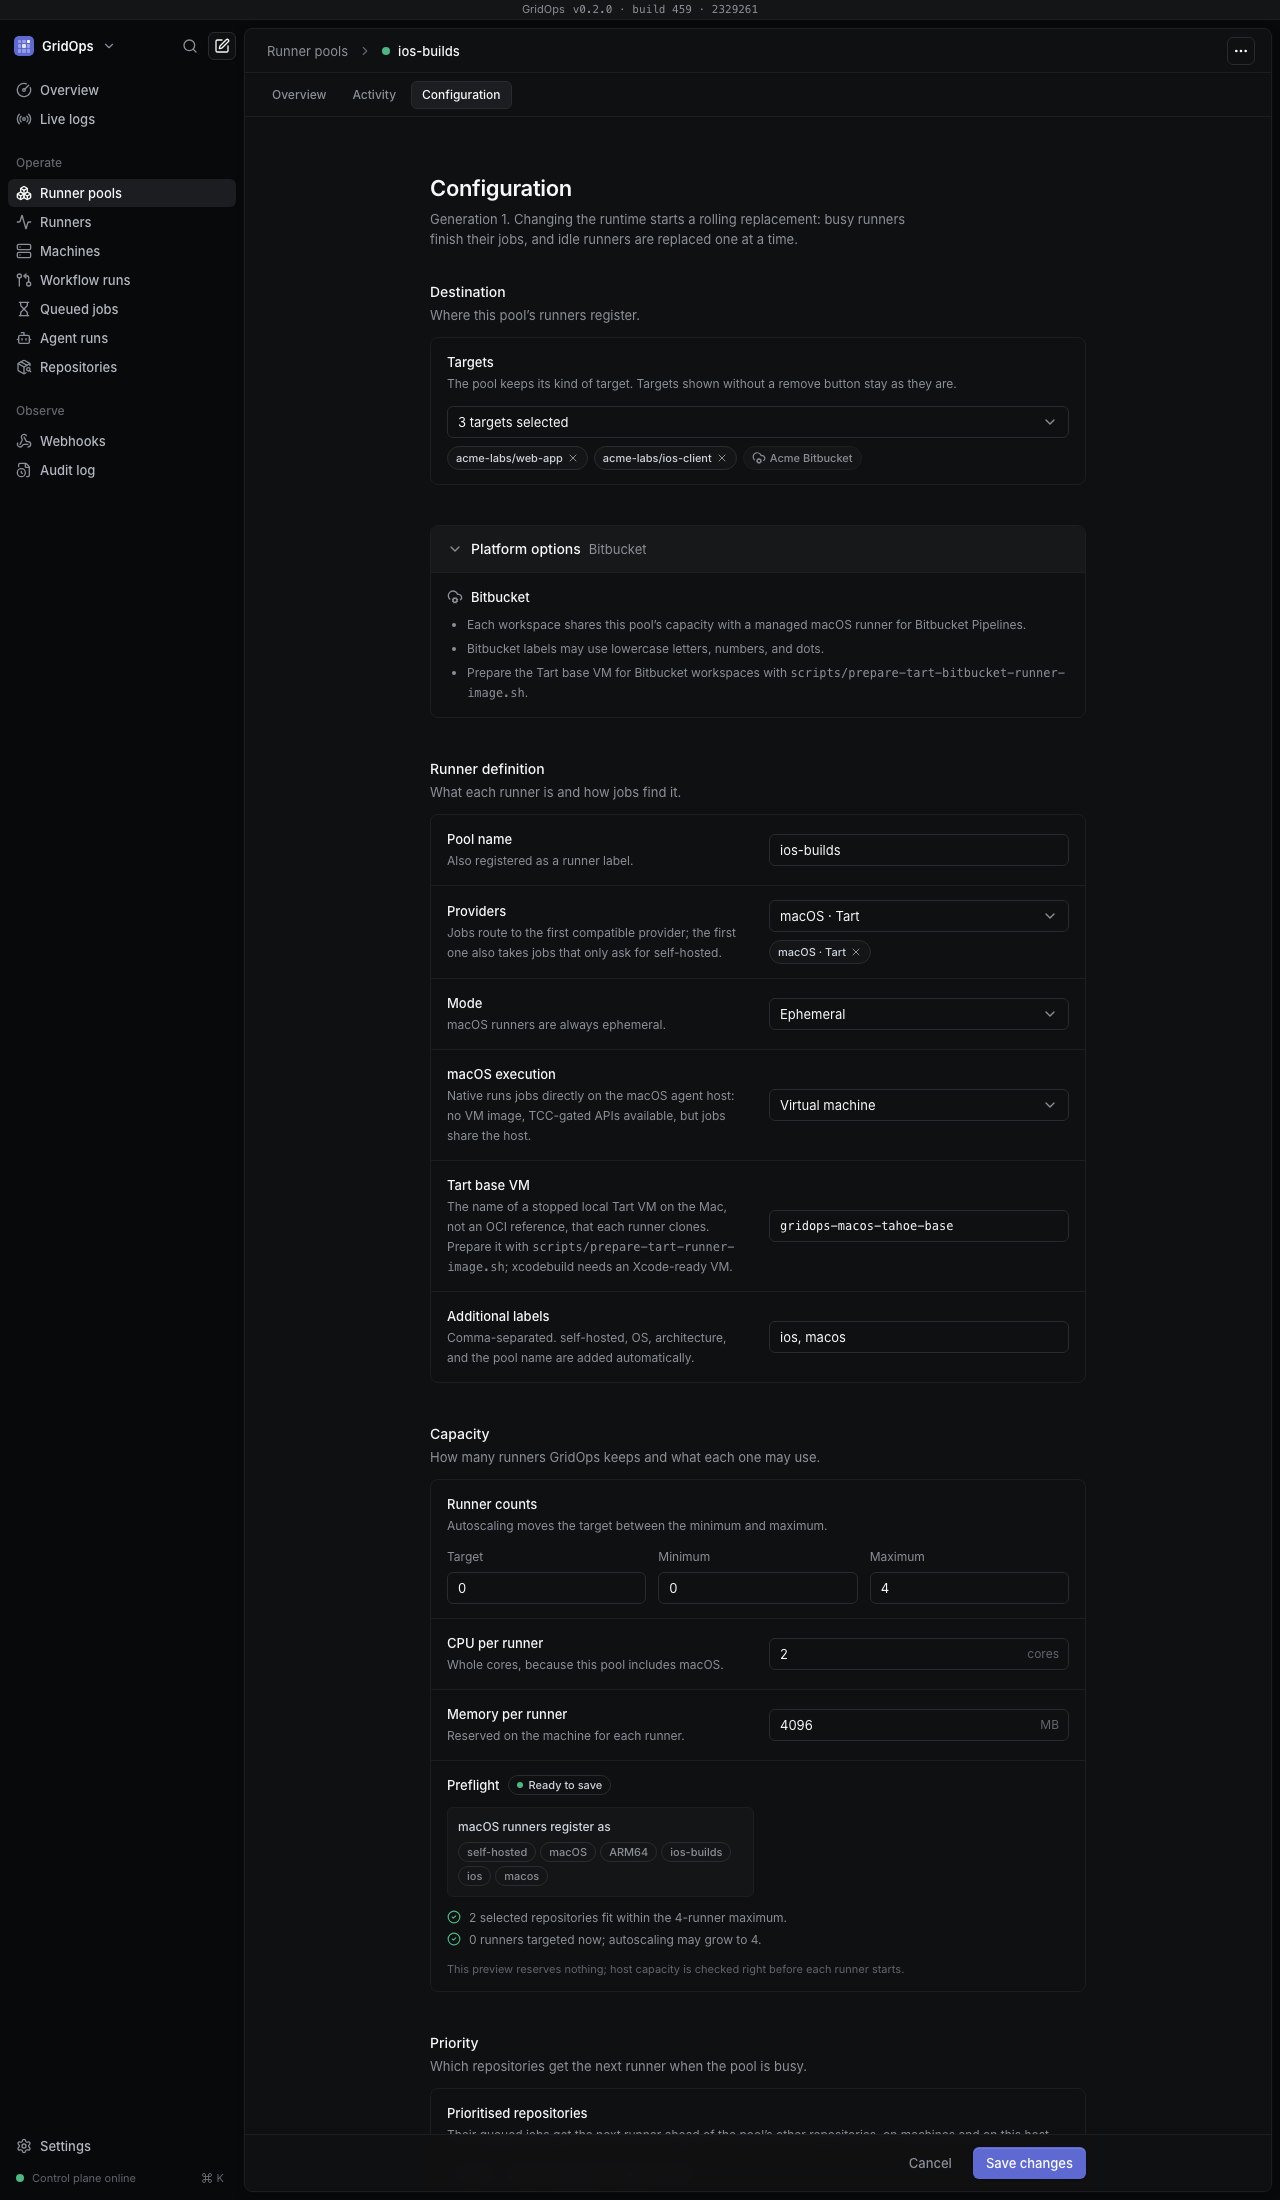 GridOps v0.2.0 · build 459 · 2329261
GridOps
Overview
Live logs
Operate
Runner pools
Runners
Machines
Workflow runs
Queued jobs
Agent runs
Repositories
Observe
Webhooks
Audit log
Settings
Control plane online
⌘ K
Runner pools
ios-builds
Overview
Activity
Configuration
Configuration
Generation 1. Changing the runtime starts a rolling replacement: busy runners
finish their jobs, and idle runners are replaced one at a time.
Destination
Where this pool’s runners register.
Targets
The pool keeps its kind of target. Targets shown without a remove button stay as they are.
3 targets selected
acme-labs/web-app
acme-labs/ios-client
Acme Bitbucket
Platform options Bitbucket
Bitbucket
• Each workspace shares this pool’s capacity with a managed macOS runner for Bitbucket Pipelines.
• Bitbucket labels may use lowercase letters, numbers, and dots.
• Prepare the Tart base VM for Bitbucket workspaces with scripts/prepare-tart-bitbucket-runner-
image.sh.
Runner definition
What each runner is and how jobs find it.
Pool name
Also registered as a runner label.
ios-builds
Providers
Jobs route to the first compatible provider; the first
one also takes jobs that only ask for self-hosted.
macOS · Tart
macOS · Tart
Mode
macOS runners are always ephemeral.
Ephemeral
macOS execution
Native runs jobs directly on the macOS agent host:
no VM image, TCC-gated APIs available, but jobs
share the host.
Virtual machine
Tart base VM
The name of a stopped local Tart VM on the Mac,
not an OCI reference, that each runner clones.
Prepare it with scripts/prepare-tart-runner-
image.sh; xcodebuild needs an Xcode-ready VM.
gridops-macos-tahoe-base
Additional labels
Comma-separated. self-hosted, OS, architecture,
and the pool name are added automatically.
ios, macos
Capacity
How many runners GridOps keeps and what each one may use.
Runner counts
Autoscaling moves the target between the minimum and maximum.
Target
Minimum
Maximum
0
0
4
CPU per runner
Whole cores, because this pool includes macOS.
2
cores
Memory per runner
Reserved on the machine for each runner.
4096
MB
Preflight
Ready to save
macOS runners register as
self-hosted
macOS
ARM64
ios-builds
ios
macos
2 selected repositories fit within the 4-runner maximum.
0 runners targeted now; autoscaling may grow to 4.
This preview reserves nothing; host capacity is checked right before each runner starts.
Priority
Which repositories get the next runner when the pool is busy.
Prioritised repositories
Their queued jobs get the next runner ahead of the pool’s other repositories, on machines and on this host.
Cancel
Save changes